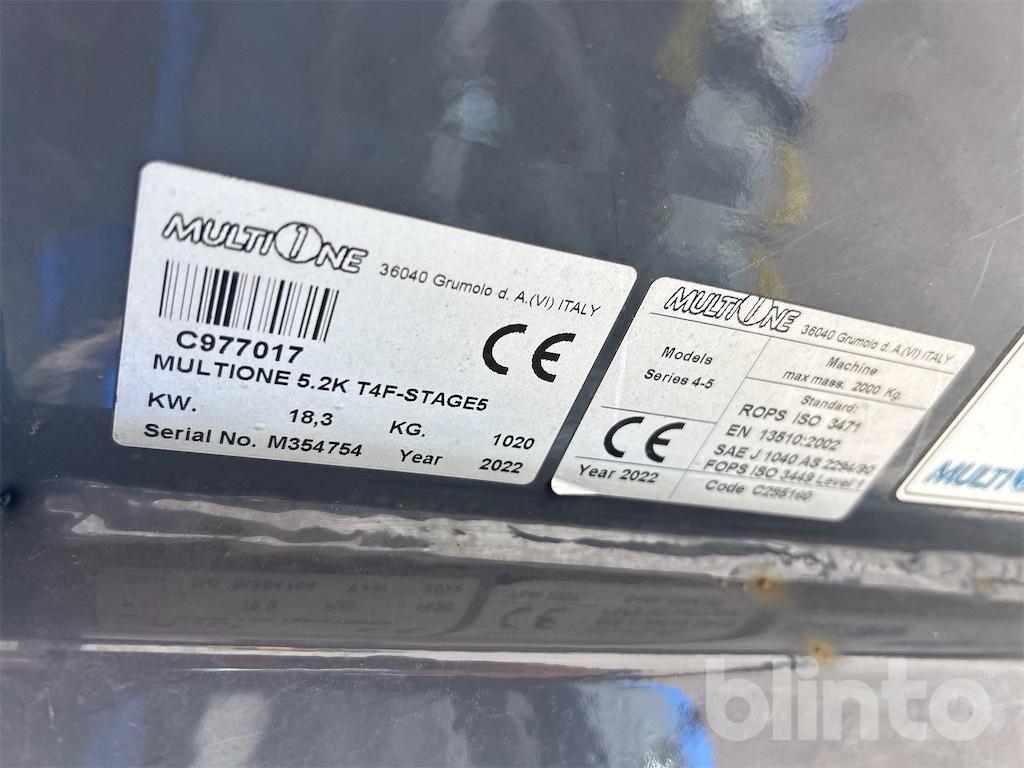 MULTIONE 36040 Grumolo d. A.(VI) ITALY
C977017
MULTIONE 5.2K T4F-STAGE5
KW. 18,3 KG. 1020
Serial No. M354754 Year 2022
CE
MULTIONE 36040 Grumolo d. A.(VI) ITALY
Models
Series 4-5
CE
Year 2022
Machine
max mass. 2000 Kg.
Standard:
ROPS ISO 3471
EN 13510:2002
SAE J 1040 AS 2294/90
FOPS ISO 3449 Level 1
Code C295160
MULTI
blinto